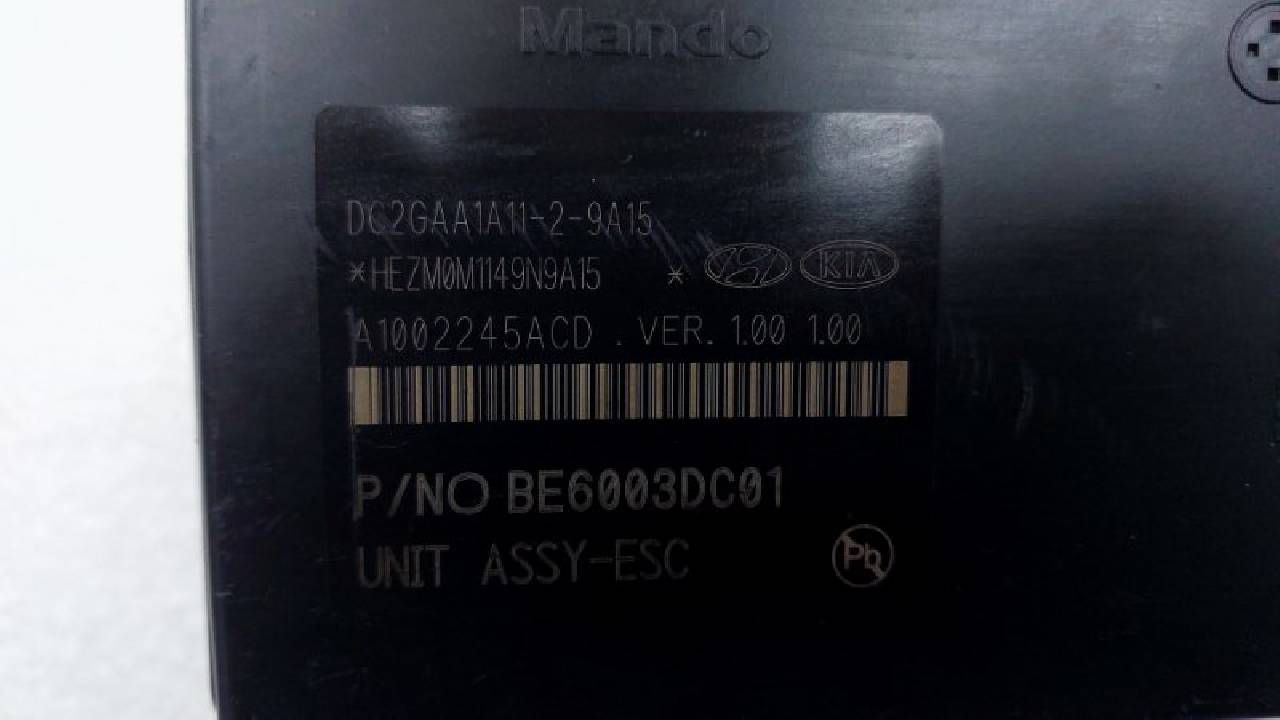 Mando
DC2GAA1A11-2-9A15
*HEZM0M1149N9A15 * KIA
A1002245ACD . VER. 1.00 1.00
P/NO BE6003DC01
UNIT ASSY-ESC
Pb